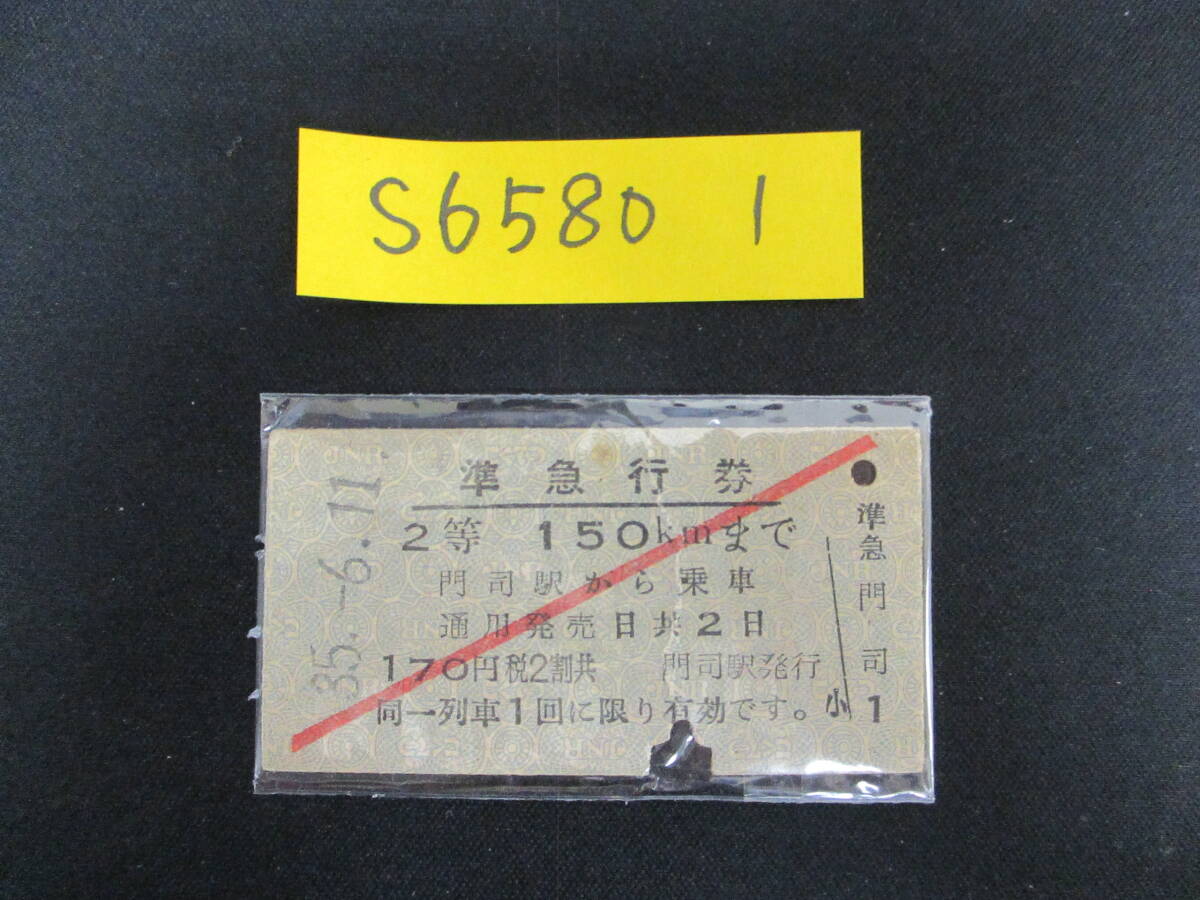 S6580 1
準急行券
2等 150kmまで
門司駅から乗車
通用発売日共2日
170円税2割共 門司駅発行
同一列車1回に限り有効です。
35.-6.11
準急
門
司
小 1
JNR